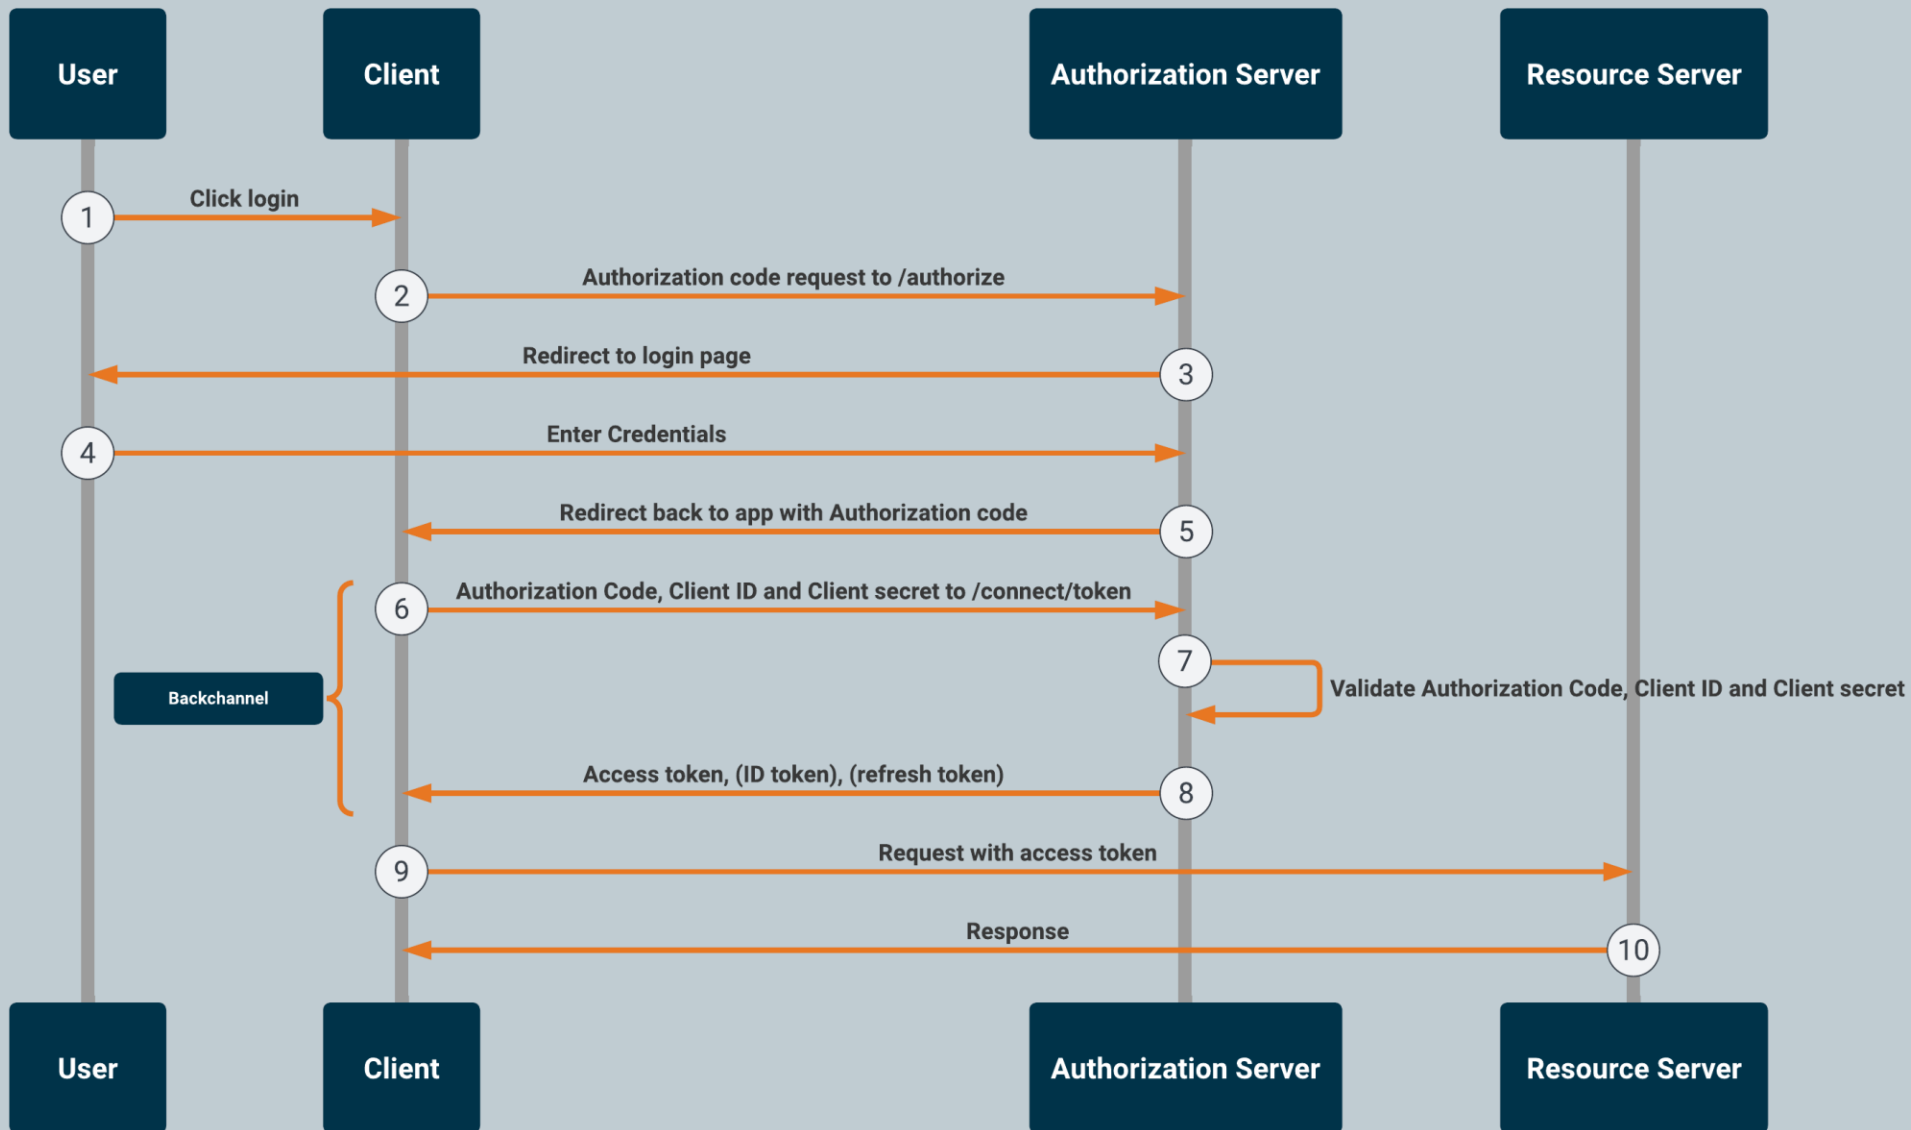 User
Client
Authorization Server
Resource Server
1
Click login
2
Authorization code request to /authorize
Redirect to login page
3
4
Enter Credentials
Redirect back to app with Authorization code
5
6
Authorization Code, Client ID and Client secret to /connect/token
7
Validate Authorization Code, Client ID and Client secret
Backchannel
Access token, (ID token), (refresh token)
8
9
Request with access token
Response
10
User
Client
Authorization Server
Resource Server